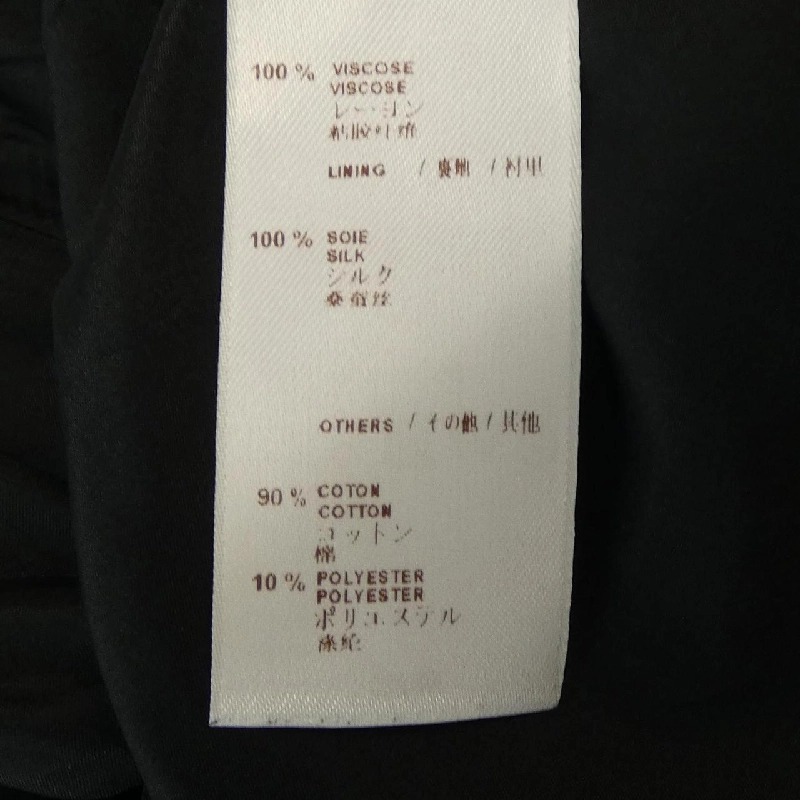 100 % VISCOSE
VISCOSE
レーヨン
粘胶纤维
LINING / 裏地 / 衬里
100 % SOIE
SILK
シルク
桑蚕丝
OTHERS / その他 / 其他
90 % COTON
COTTON
コットン
棉
10 % POLYESTER
POLYESTER
ポリエステル
涤纶